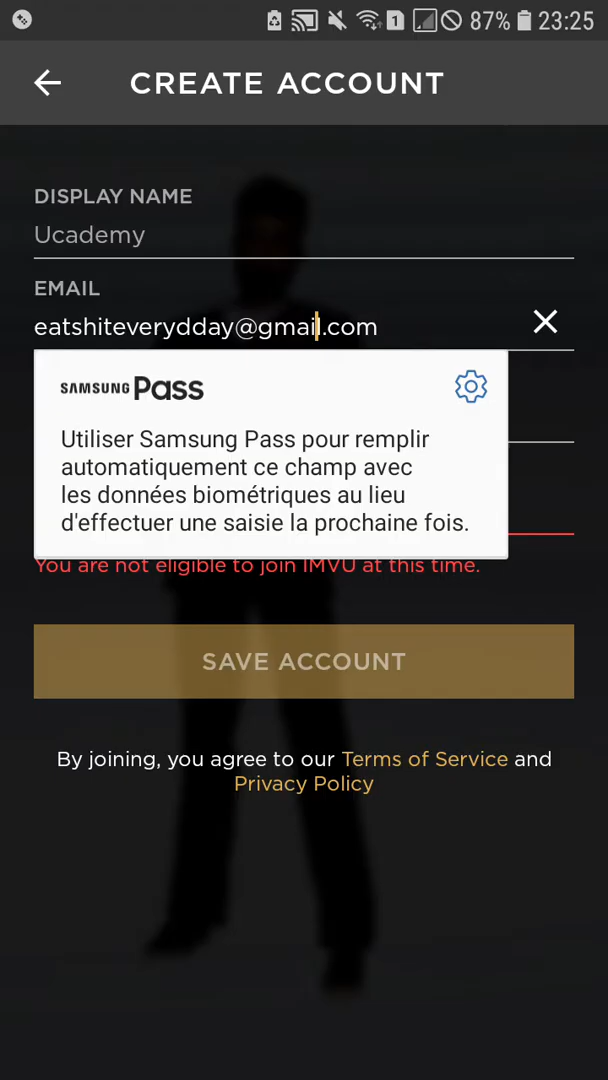 1 87% 23:25
CREATE ACCOUNT
DISPLAY NAME
Ucademy
EMAIL
eatshiteverydday@gmail.com
SAMSUNG Pass
Utiliser Samsung Pass pour remplir
automatiquement ce champ avec
les données biométriques au lieu
d'effectuer une saisie la prochaine fois.
You are not eligible to join IMVU at this time.
SAVE ACCOUNT
By joining, you agree to our Terms of Service and
Privacy Policy